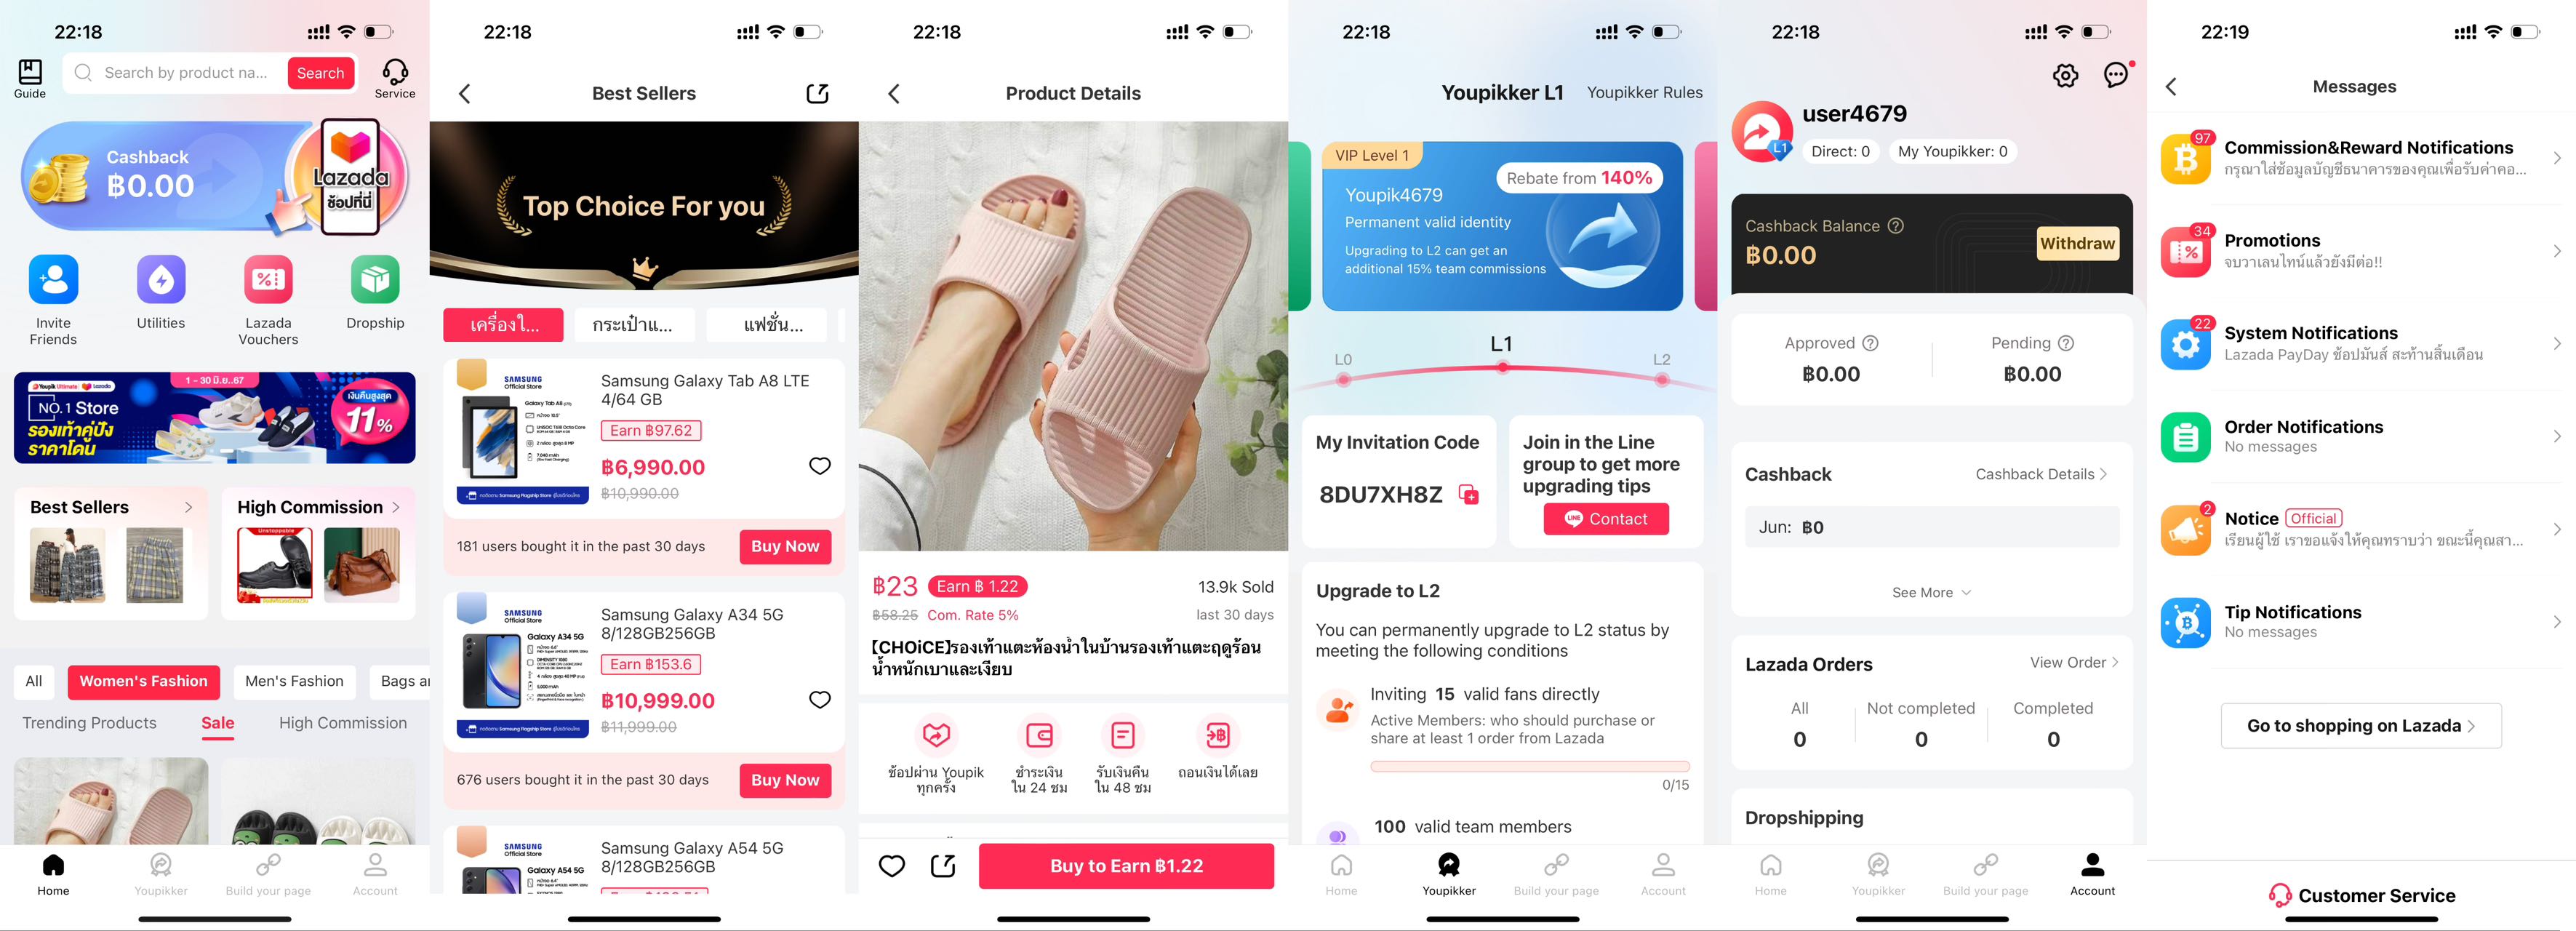 22:18
Guide
Search by product na...
Search
Service
Cashback
฿0.00
Lazada
ช้อปที่นี่
Invite
Friends
Utilities
Lazada
Vouchers
Dropship
Youpik Ultimate
Lazada
1 - 30 มิ.ย..67
NO.1 Store
รองเท้าคู่ปัง
ราคาโดน
เงินคืนสูงสุด
11%
Best Sellers
High Commission
Unstoppable
All
Women's Fashion
Men's Fashion
Bags ar
Trending Products
Sale
High Commission
Home
Youpikker
Build your page
Account
22:18
Best Sellers
Top Choice For you
เครื่องใ...
กระเป๋าแ...
แฟชั่น...
SAMSUNG
Official Store
Galaxy Tab A8
Samsung Galaxy Tab A8 LTE
4/64 GB
Earn ฿97.62
฿6,990.00
฿10,990.00
181 users bought it in the past 30 days
Buy Now
SAMSUNG
Official Store
Galaxy A34 5G
Samsung Galaxy A34 5G
8/128GB256GB
Earn ฿153.6
฿10,999.00
฿11,999.00
676 users bought it in the past 30 days
Buy Now
SAMSUNG
Official Store
Galaxy A54 5G
Samsung Galaxy A54 5G
8/128GB256GB
22:18
Product Details
฿23
Earn ฿ 1.22
13.9k Sold
฿58.25
Com. Rate 5%
last 30 days
【CHOiCE】รองเท้าแตะห้องน้ำในบ้านรองเท้าแตะฤดูร้อน
น้ำหนักเบาและเงียบ
ช้อปผ่าน Youpik
ทุกครั้ง
ชำระเงิน
ใน 24 ชม
รับเงินคืน
ใน 48 ชม
ถอนเงินได้เลย
Buy to Earn ฿1.22
22:18
Youpikker L1
Youpikker Rules
VIP Level 1
Rebate from 140%
Youpik4679
Permanent valid identity
Upgrading to L2 can get an
additional 15% team commissions
L0
L1
L2
My Invitation Code
8DU7XH8Z
Join in the Line
group to get more
upgrading tips
LINE
Contact
Upgrade to L2
You can permanently upgrade to L2 status by
meeting the following conditions
Inviting 15 valid fans directly
Active Members: who should purchase or
share at least 1 order from Lazada
0/15
100 valid team members
Home
Youpikker
Build your page
Account
22:18
user4679
L1
Direct: 0
My Youpikker: 0
Cashback Balance
฿0.00
Withdraw
Approved
฿0.00
Pending
฿0.00
Cashback
Cashback Details
Jun: ฿0
See More
Lazada Orders
View Order
All
0
Not completed
0
Completed
0
Dropshipping
Home
Youpikker
Build your page
Account
22:19
Messages
97
Commission&Reward Notifications
กรุณาใส่ข้อมูลบัญชีธนาคารของคุณเพื่อรับค่าคอ...
34
Promotions
จบวาเลนไทน์แล้วยังมีต่อ!!
22
System Notifications
Lazada PayDay ช้อปมันส์ สะท้านสิ้นเดือน
Order Notifications
No messages
2
Notice
Official
เรียนผู้ใช้ เราขอแจ้งให้คุณทราบว่า ขณะนี้คุณสา...
Tip Notifications
No messages
Go to shopping on Lazada
Customer Service